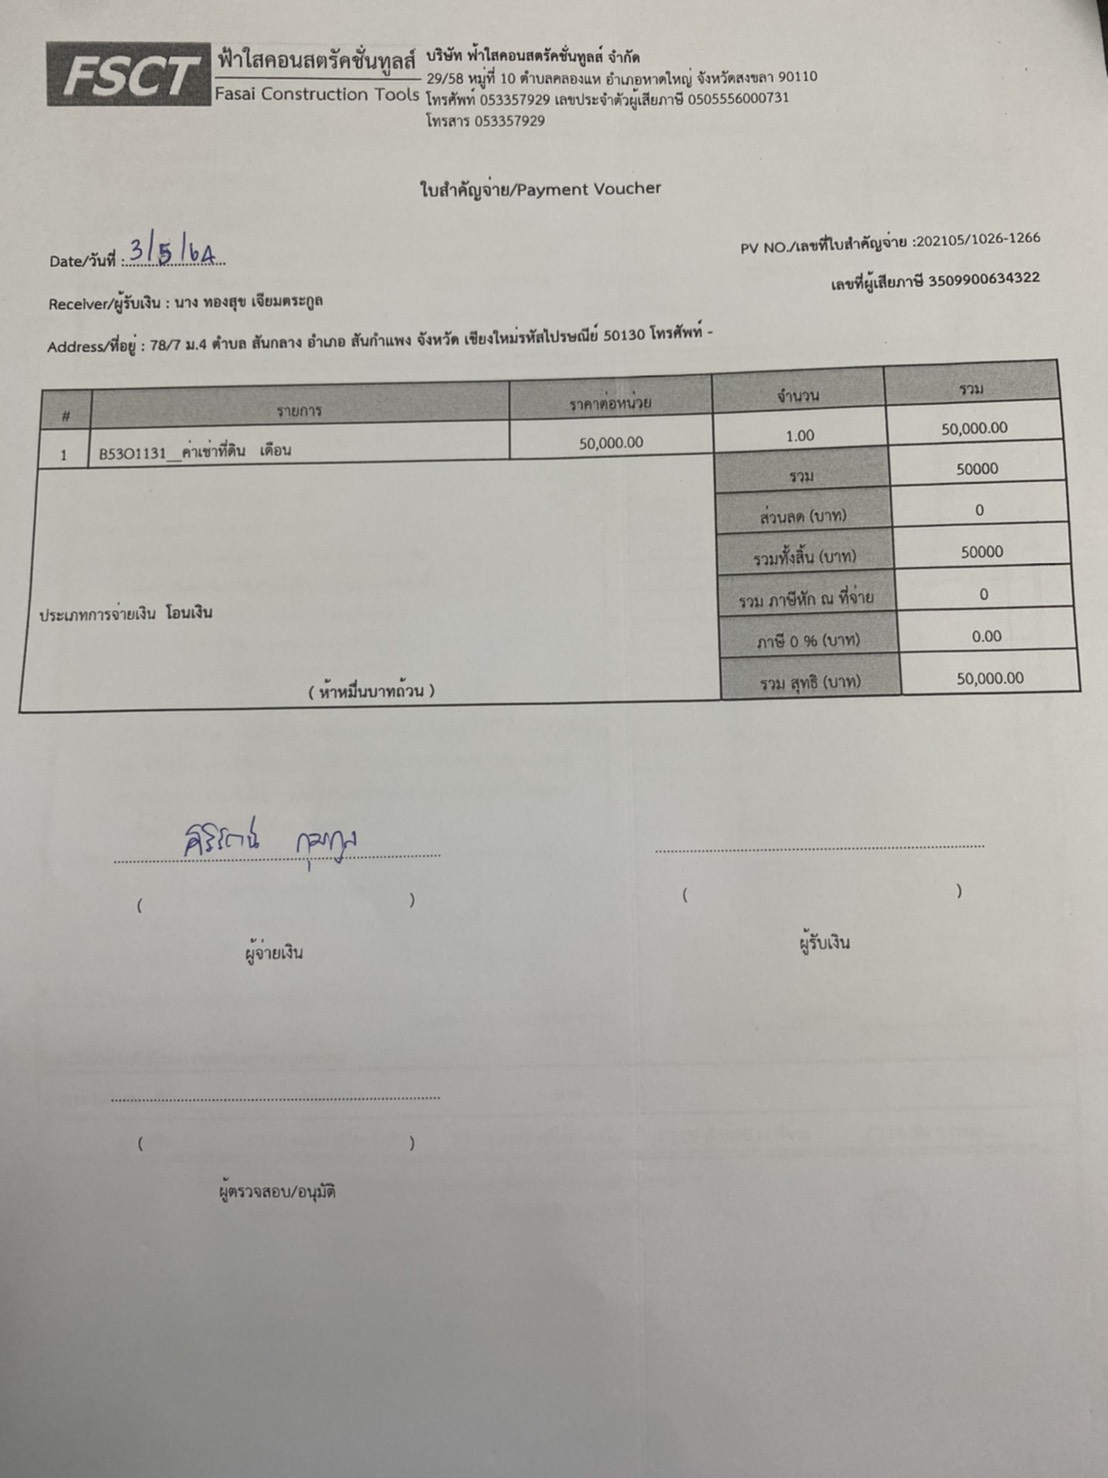 FSCT
ฟ้าใสคอนสตรัคชั่นทูลส์
Fasai Construction Tools
บริษัท ฟ้าใสคอนสตรัคชั่นทูลส์ จำกัด
29/58 หมู่ที่ 10 ตำบลคลองแห อำเภอหาดใหญ่ จังหวัดสงขลา 90110
โทรศัพท์ 053357929 เลขประจำตัวผู้เสียภาษี 0505556000731
โทรสาร 053357929
ใบสำคัญจ่าย/Payment Voucher
Date/วันที่ : 3/5/64
PV NO./เลขที่ใบสำคัญจ่าย :202105/1026-1266
เลขที่ผู้เสียภาษี 3509900634322
Receiver/ผู้รับเงิน : นาง ทองสุข เจียมตระกูล
Address/ที่อยู่ : 78/7 ม.4 ตำบล สันกลาง อำเภอ สันกำแพง จังหวัด เชียงใหม่รหัสไปรษณีย์ 50130 โทรศัพท์ -
# รายการ ราคาต่อหน่วย จำนวน รวม
1 B53O1131__ค่าเช่าที่ดิน เดือน 50,000.00 1.00 50,000.00
รวม 50000
ส่วนลด (บาท) 0
รวมทั้งสิ้น (บาท) 50000
รวม ภาษีหัก ณ ที่จ่าย 0
ประเภทการจ่ายเงิน โอนเงิน
ภาษี 0 % (บาท) 0.00
( ห้าหมื่นบาทถ้วน )
รวม สุทธิ (บาท) 50,000.00
( )
( )
ผู้จ่ายเงิน
ผู้รับเงิน
( )
ผู้ตรวจสอบ/อนุมัติ